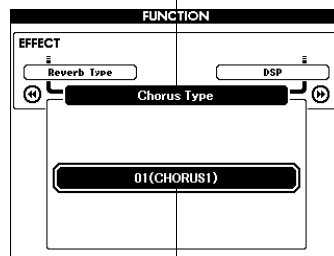 FUNCTION
EFFECT
Reverb Type
DSP
Chorus Type
01(CHORUS1)